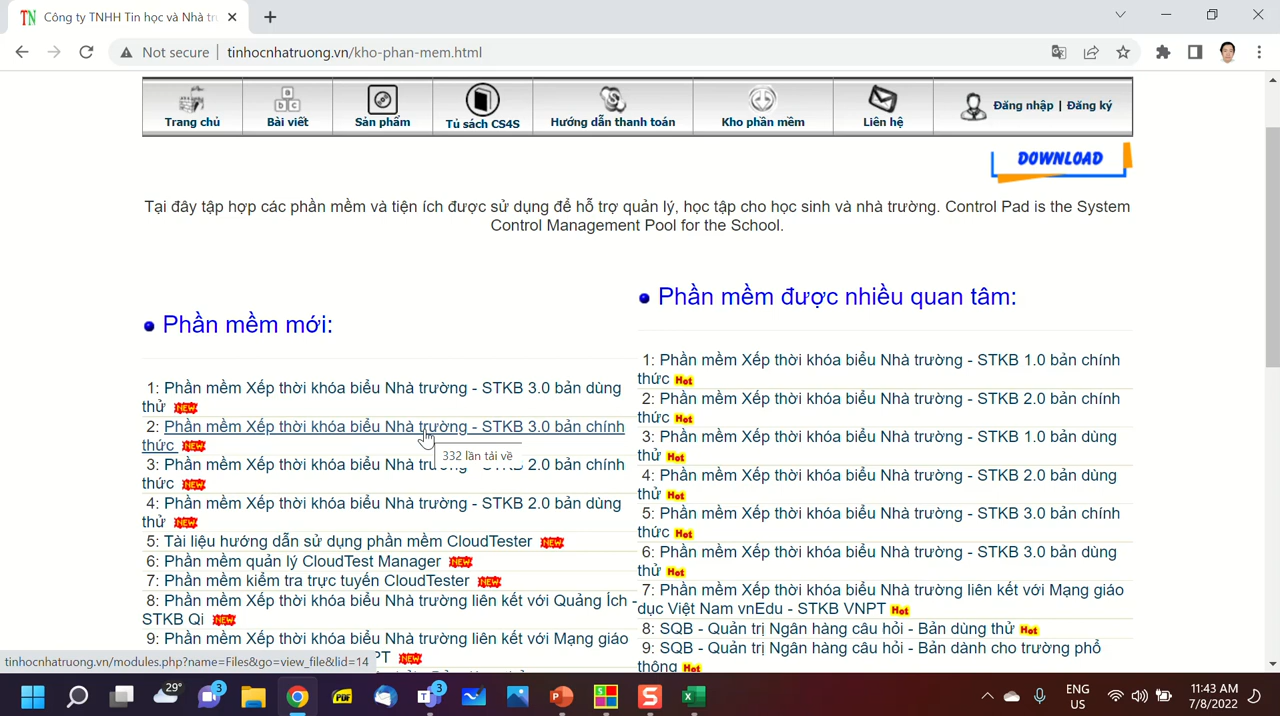 TN Công ty TNHH Tin học và Nhà tr
Not secure
tinhocnhatruong.vn/kho-phan-mem.html
Trang chủ
Bài viết
Sản phẩm
Tủ sách CS4S
Hướng dẫn thanh toán
Kho phần mềm
Liên hệ
Đăng nhập | Đăng ký
DOWNLOAD
Tại đây tập hợp các phần mềm và tiện ích được sử dụng để hỗ trợ quản lý, học tập cho học sinh và nhà trường. Control Pad is the System
Control Management Pool for the School.
Phần mềm mới:
1: Phần mềm Xếp thời khóa biểu Nhà trường - STKB 3.0 bản dùng
thử NEW
2: Phần mềm Xếp thời khóa biểu Nhà trường - STKB 3.0 bản chính
thức NEW
332 lần tải về
3: Phần mềm Xếp thời khóa biểu Nhà - STKB 2.0 bản chính
thức NEW
4: Phần mềm Xếp thời khóa biểu Nhà trường - STKB 2.0 bản dùng
thử NEW
5: Tài liệu hướng dẫn sử dụng phần mềm CloudTester NEW
6: Phần mềm quản lý CloudTest Manager NEW
7: Phần mềm kiểm tra trực tuyến CloudTester NEW
8: Phần mềm Xếp thời khóa biểu Nhà trường liên kết với Quảng Ích -
STKB Qi NEW
9: Phần mềm Xếp thời khóa biểu Nhà trường liên kết với Mạng giáo
PT NEW
Phần mềm được nhiều quan tâm:
1: Phần mềm Xếp thời khóa biểu Nhà trường - STKB 1.0 bản chính
thức Hot
2: Phần mềm Xếp thời khóa biểu Nhà trường - STKB 2.0 bản chính
thức Hot
3: Phần mềm Xếp thời khóa biểu Nhà trường - STKB 1.0 bản dùng
thử Hot
4: Phần mềm Xếp thời khóa biểu Nhà trường - STKB 2.0 bản dùng
thử Hot
5: Phần mềm Xếp thời khóa biểu Nhà trường - STKB 3.0 bản chính
thức Hot
6: Phần mềm Xếp thời khóa biểu Nhà trường - STKB 3.0 bản dùng
thử Hot
7: Phần mềm Xếp thời khóa biểu Nhà trường liên kết với Mạng giáo
dục Việt Nam vnEdu - STKB VNPT Hot
8: SQB - Quản trị Ngân hàng câu hỏi - Bản dùng thử Hot
9: SQB - Quản trị Ngân hàng câu hỏi - Bản dành cho trường phổ
thông Hot
tinhocnhatruong.vn/modules.php?name=Files&go=view_file&lid=14
29°
3
PDF
3
ENG
US
11:43 AM
7/8/2022